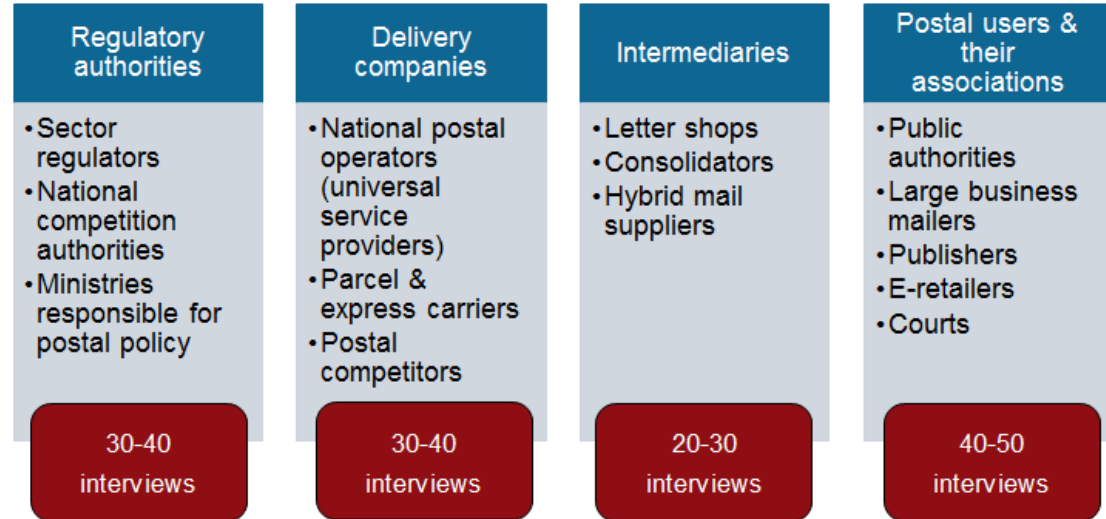 Regulatory
authorities
•Sector
regulators
•National
competition
authorities
•Ministries
responsible for
postal policy
30-40
interviews
Delivery
companies
•National postal
operators
(universal
service
providers)
•Parcel &
express carriers
•Postal
competitors
30-40
interviews
Intermediaries
•Letter shops
•Consolidators
•Hybrid mail
suppliers
20-30
interviews
Postal users &
their
associations
•Public
authorities
•Large business
mailers
•Publishers
•E-retailers
•Courts
40-50
interviews